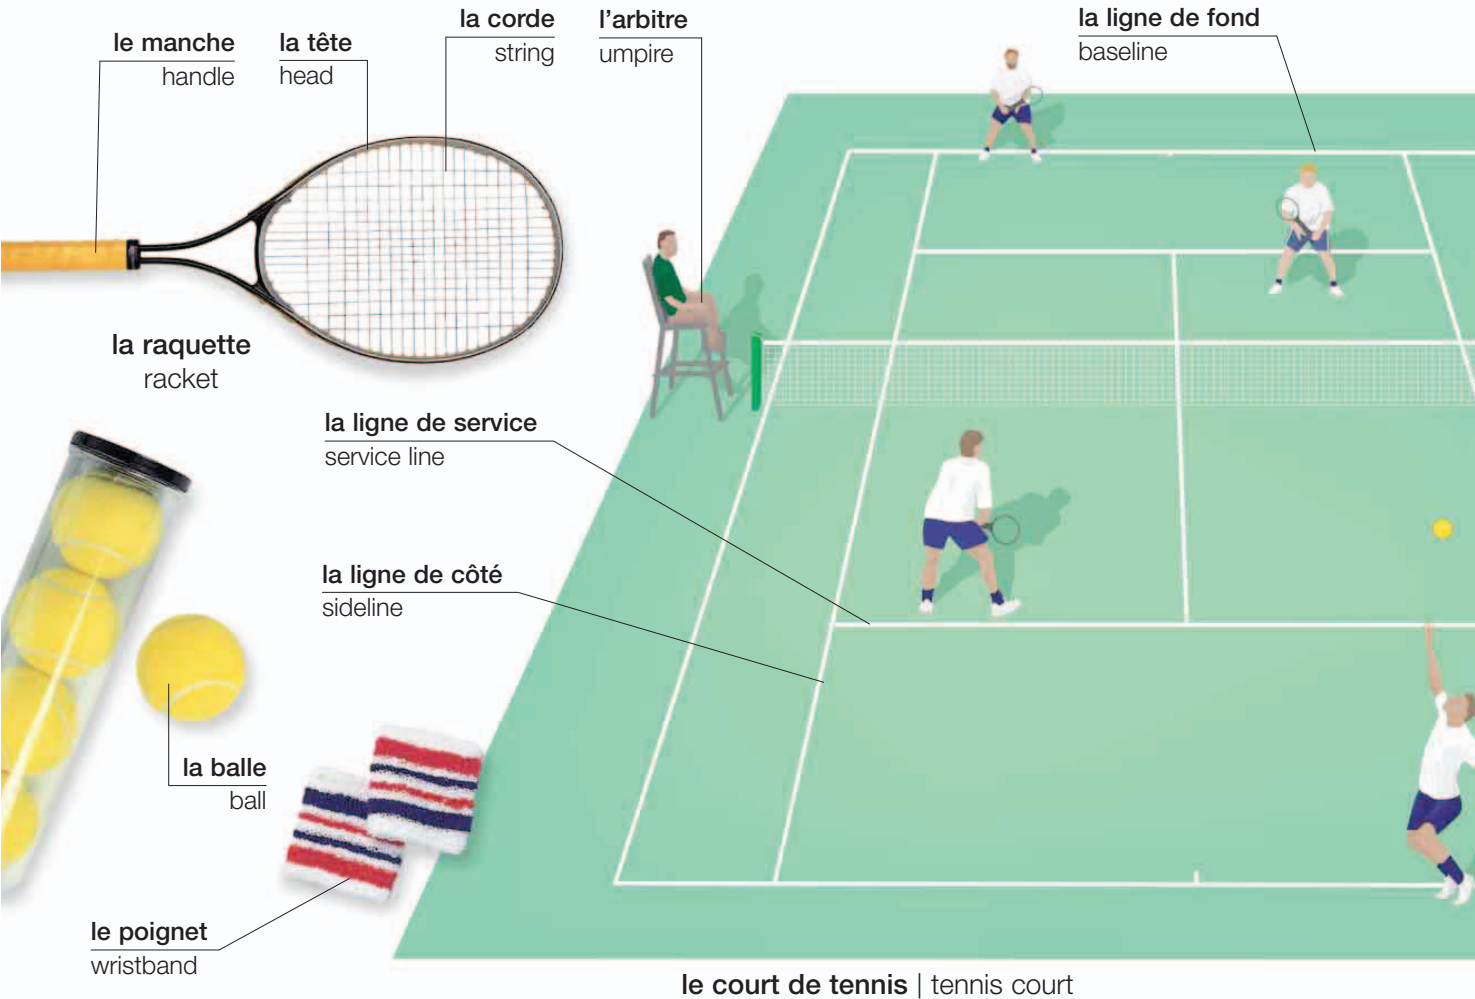 le manche
handle
la tête
head
la corde
string
l'arbitre
umpire
la ligne de fond
baseline
la raquette
racket
la ligne de service
service line
la ligne de côté
sideline
la balle
ball
le poignet
wristband
le court de tennis | tennis court